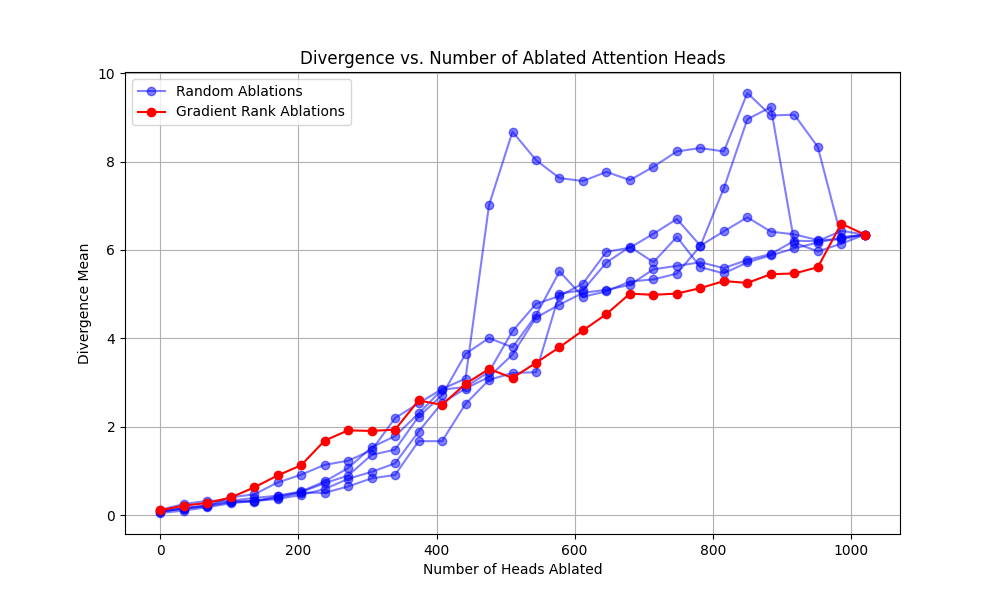 Divergence vs. Number of Ablated Attention Heads
Random Ablations
Gradient Rank Ablations
Divergence Mean
10
8
6
4
2
0
0 200 400 600 800 1000
Number of Heads Ablated